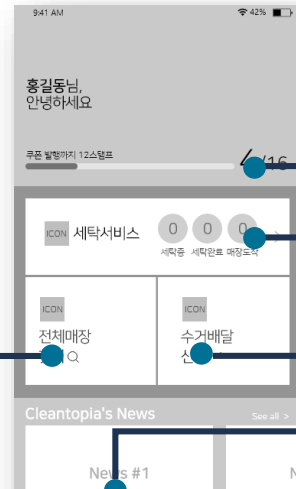 9:41 AM 42%
홍길동님,
안녕하세요
쿠폰 발행까지 12스탬프
4/16
ICON 세탁서비스 0 0 0 >
세탁중 세탁완료 매장도착
ICON ICON
전체매장 수거배달
Cleantopia's News See all >
News #1 N